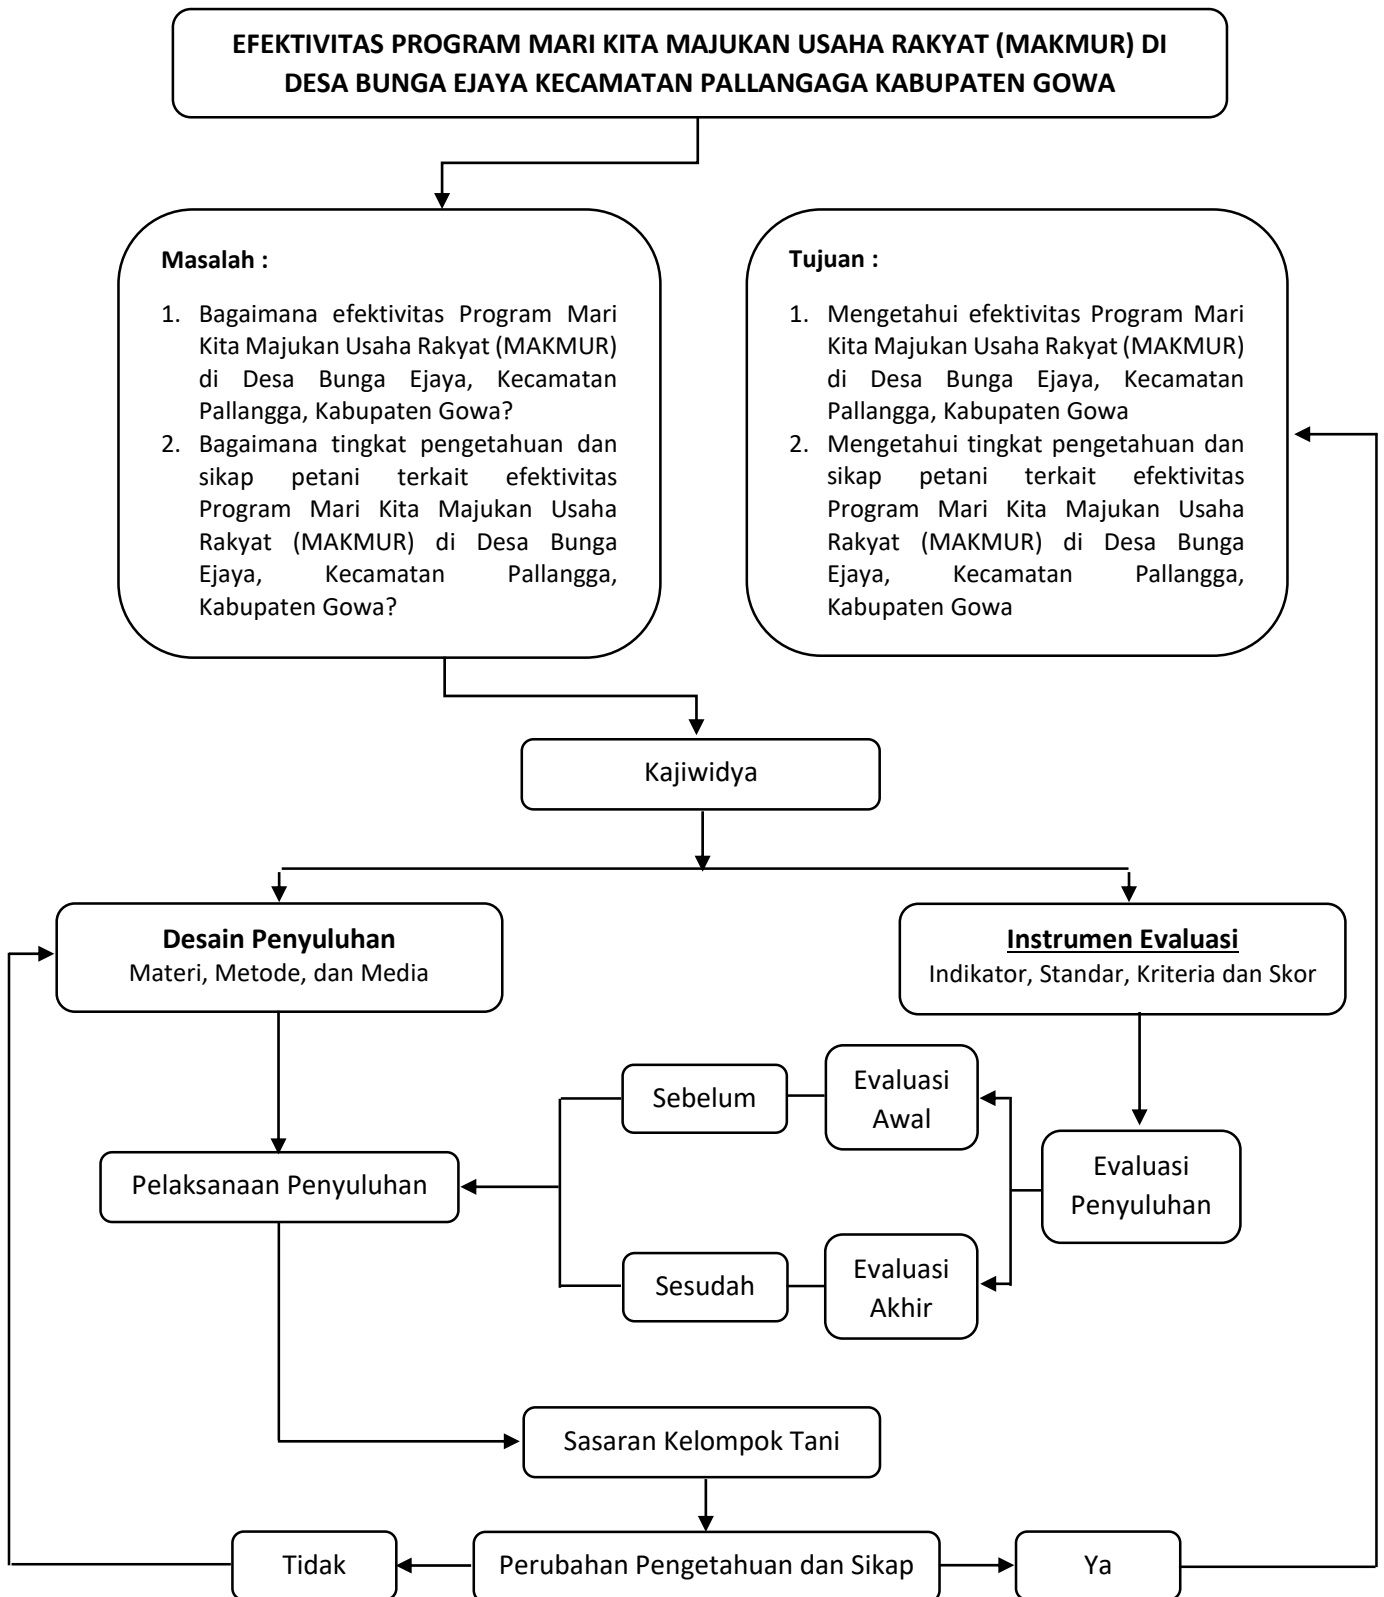 EFEKTIVITAS PROGRAM MARI KITA MAJUKAN USAHA RAKYAT (MAKMUR) DI
DESA BUNGA EJAYA KECAMATAN PALLANGAGA KABUPATEN GOWA
Masalah :
1. Bagaimana efektivitas Program Mari
Kita Majukan Usaha Rakyat (MAKMUR)
di Desa Bunga Ejaya, Kecamatan
Pallangga, Kabupaten Gowa?
2. Bagaimana tingkat pengetahuan dan
sikap petani terkait efektivitas
Program Mari Kita Majukan Usaha
Rakyat (MAKMUR) di Desa Bunga
Ejaya, Kecamatan Pallangga,
Kabupaten Gowa?
Tujuan :
1. Mengetahui efektivitas Program Mari
Kita Majukan Usaha Rakyat (MAKMUR)
di Desa Bunga Ejaya, Kecamatan
Pallangga, Kabupaten Gowa
2. Mengetahui tingkat pengetahuan dan
sikap petani terkait efektivitas
Program Mari Kita Majukan Usaha
Rakyat (MAKMUR) di Desa Bunga
Ejaya, Kecamatan Pallangga,
Kabupaten Gowa
Kajiwidya
Desain Penyuluhan
Materi, Metode, dan Media
Instrumen Evaluasi
Indikator, Standar, Kriteria dan Skor
Sebelum
Evaluasi
Awal
Pelaksanaan Penyuluhan
Evaluasi
Penyuluhan
Sesudah
Evaluasi
Akhir
Sasaran Kelompok Tani
Tidak
Perubahan Pengetahuan dan Sikap
Ya